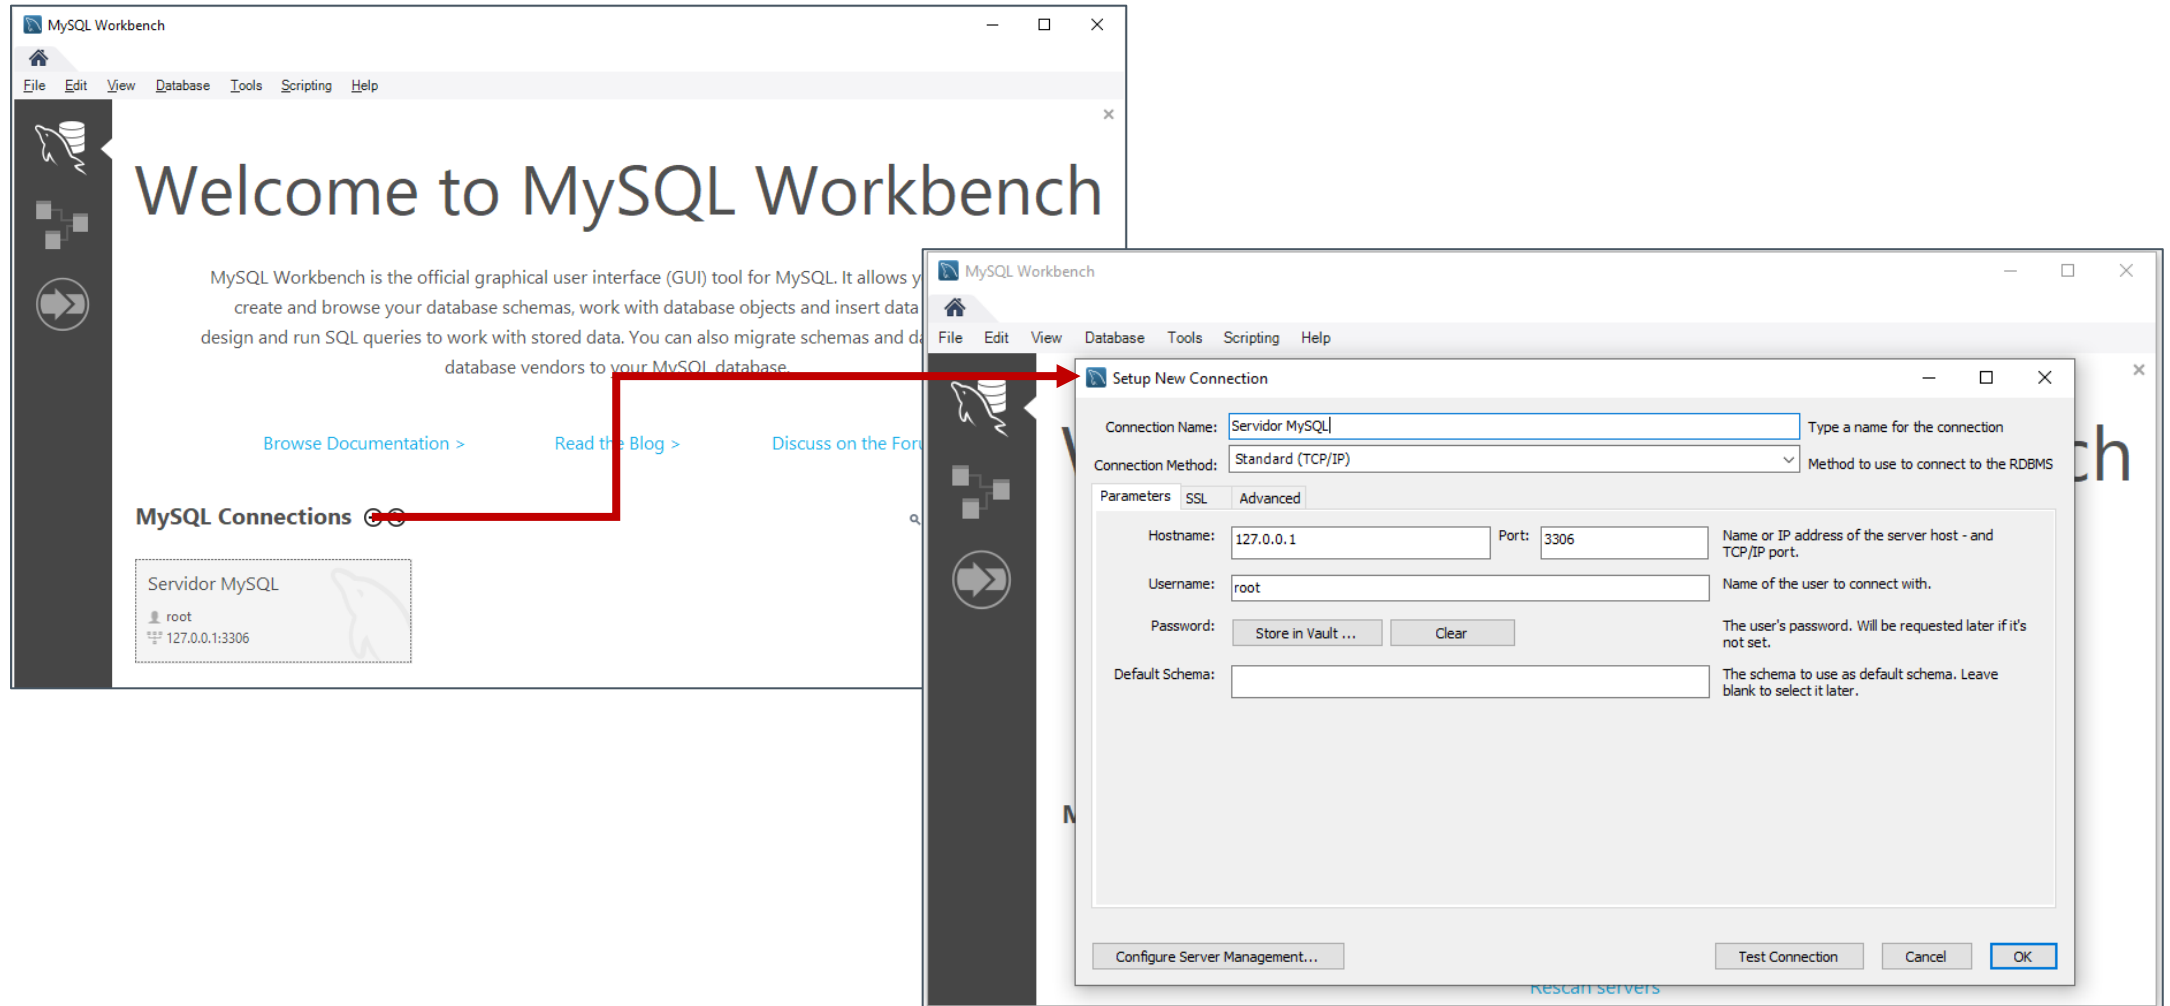 MySQL Workbench
File Edit View Database Tools Scripting Help
Welcome to MySQL Workbench
MySQL Workbench is the official graphical user interface (GUI) tool for MySQL. It allows
create and browse your database schemas, work with database objects and insert data
design and run SQL queries to work with stored data. You can also migrate schemas and
database vendors to your MySQL database.
Browse Documentation >
Read the Blog >
Discuss on the
MySQL Connections
Servidor MySQL
root
127.0.0.1:3306
MySQL Workbench
File Edit View Database Tools Scripting Help
Setup New Connection
Connection Name: Servidor MySQL Type a name for the connection
Connection Method: Standard (TCP/IP) Method to use to connect to the RDBMS
Parameters SSL Advanced
Hostname: 127.0.0.1 Port: 3306 Name or IP address of the server host - and
TCP/IP port.
Username: root Name of the user to connect with.
Password: Store in Vault ... Clear The user's password. Will be requested later if it's
not set.
Default Schema: The schema to use as default schema. Leave
blank to select it later.
Configure Server Management... Test Connection Cancel OK
Rescan servers